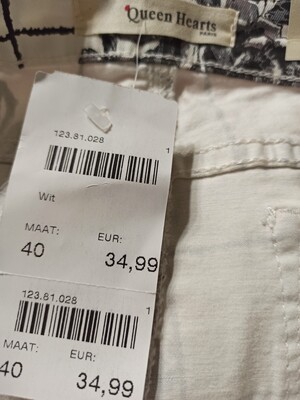 Queen Hearts
PARIS
123.81.028
1
Wit
MAAT: EUR:
40 34,99
123.81.028
1
MAAT: EUR:
40 34,99